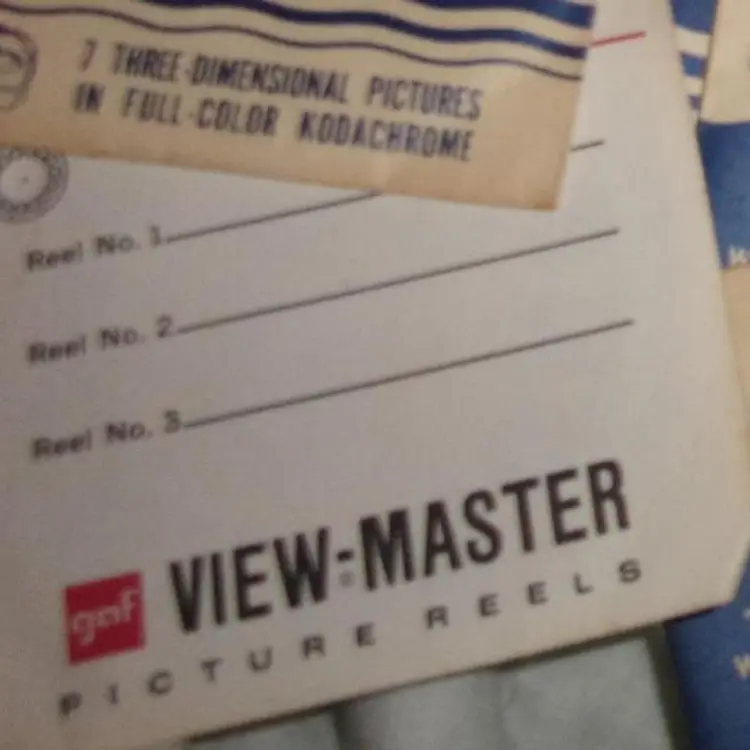 7 THREE-DIMENSIONAL PICTURES
IN FULL-COLOR KODACHROME
Reel No. 1
Reel No. 2
Reel No. 3
gaf VIEW-MASTER
PICTURE REELS